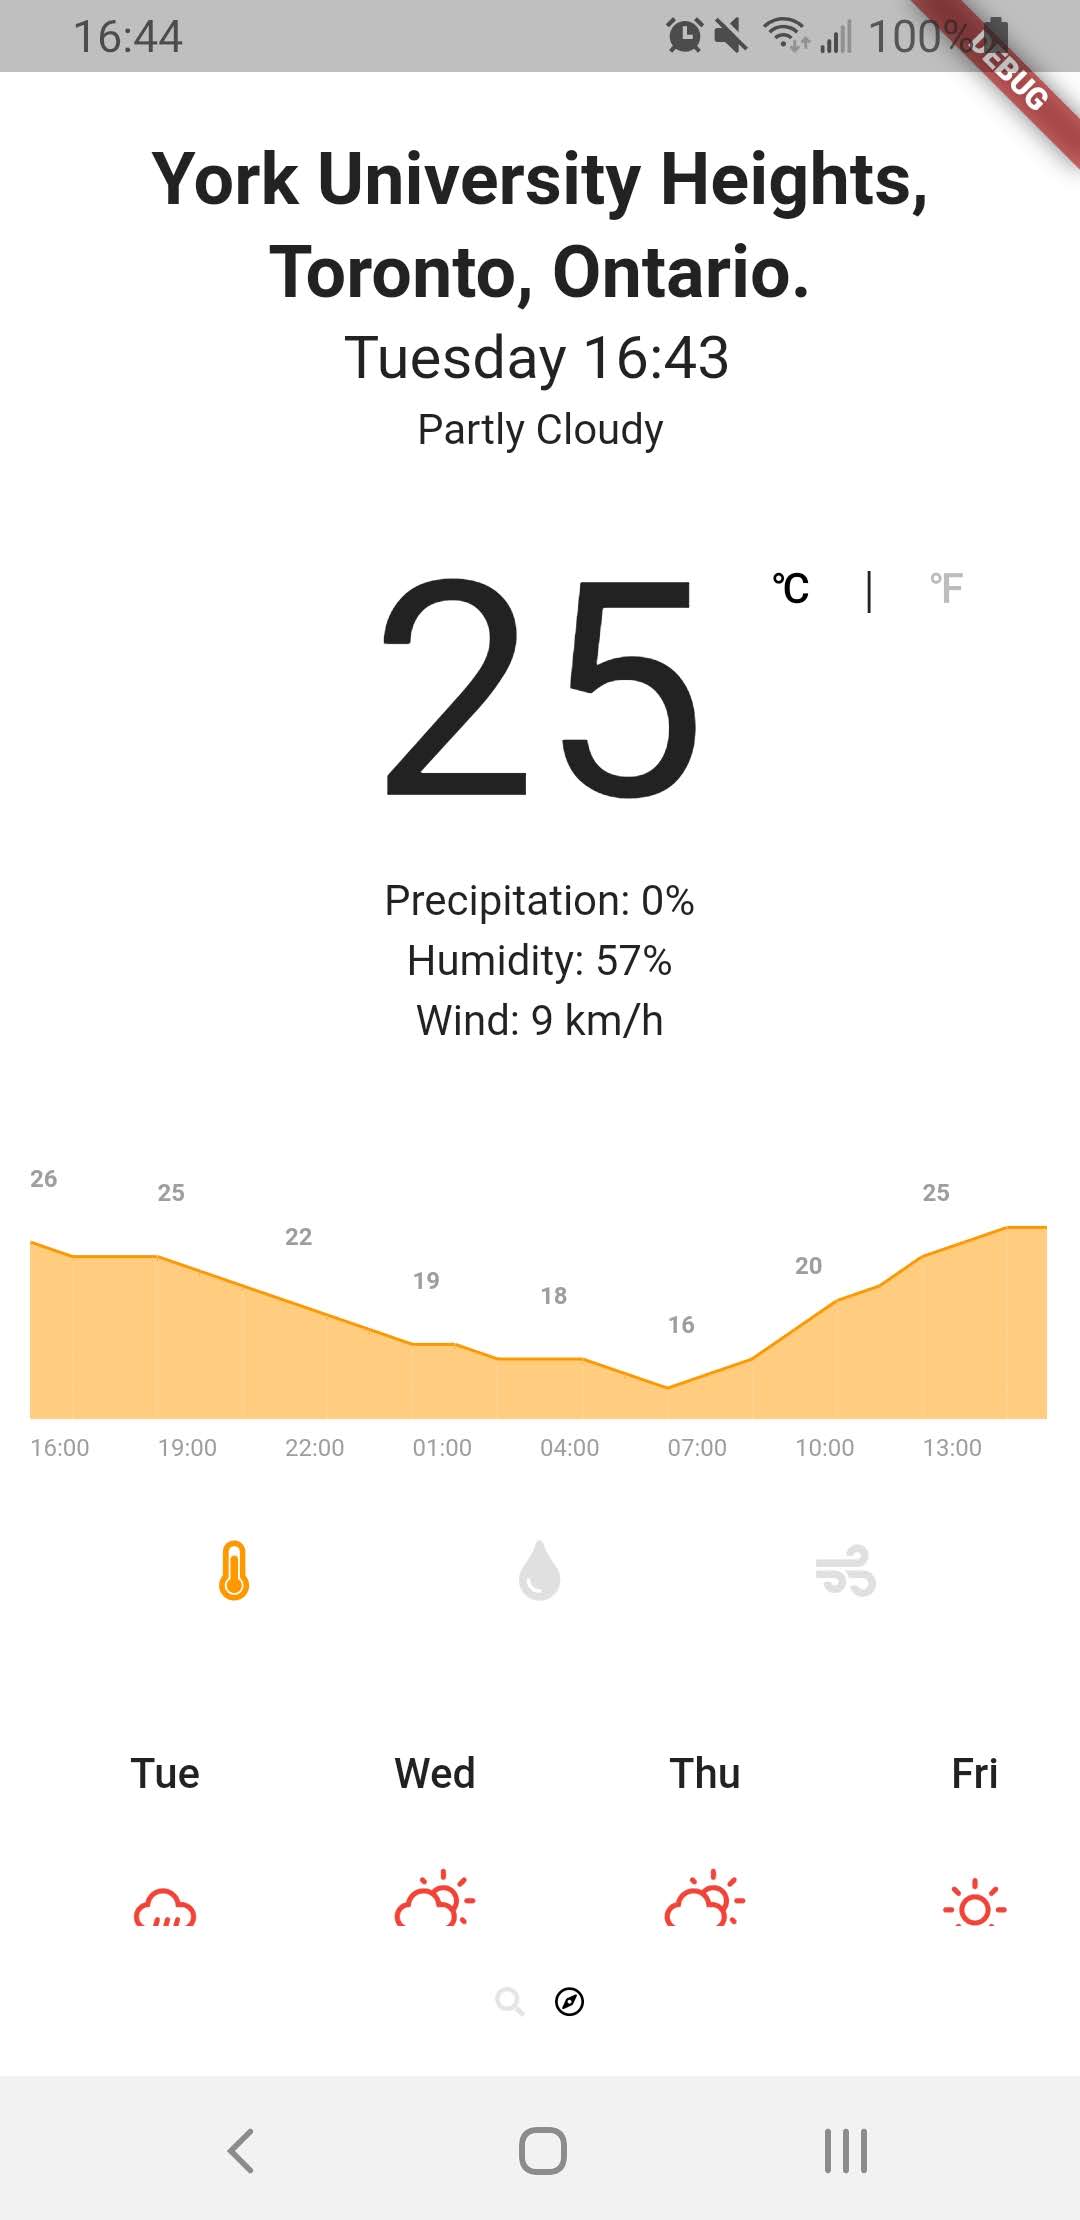 16:44 100%
DEBUG
York University Heights,
Toronto, Ontario.
Tuesday 16:43
Partly Cloudy
25 °C | °F
Precipitation: 0%
Humidity: 57%
Wind: 9 km/h
26 25 22 19 18 16 20 25
16:00 19:00 22:00 01:00 04:00 07:00 10:00 13:00
Tue Wed Thu Fri